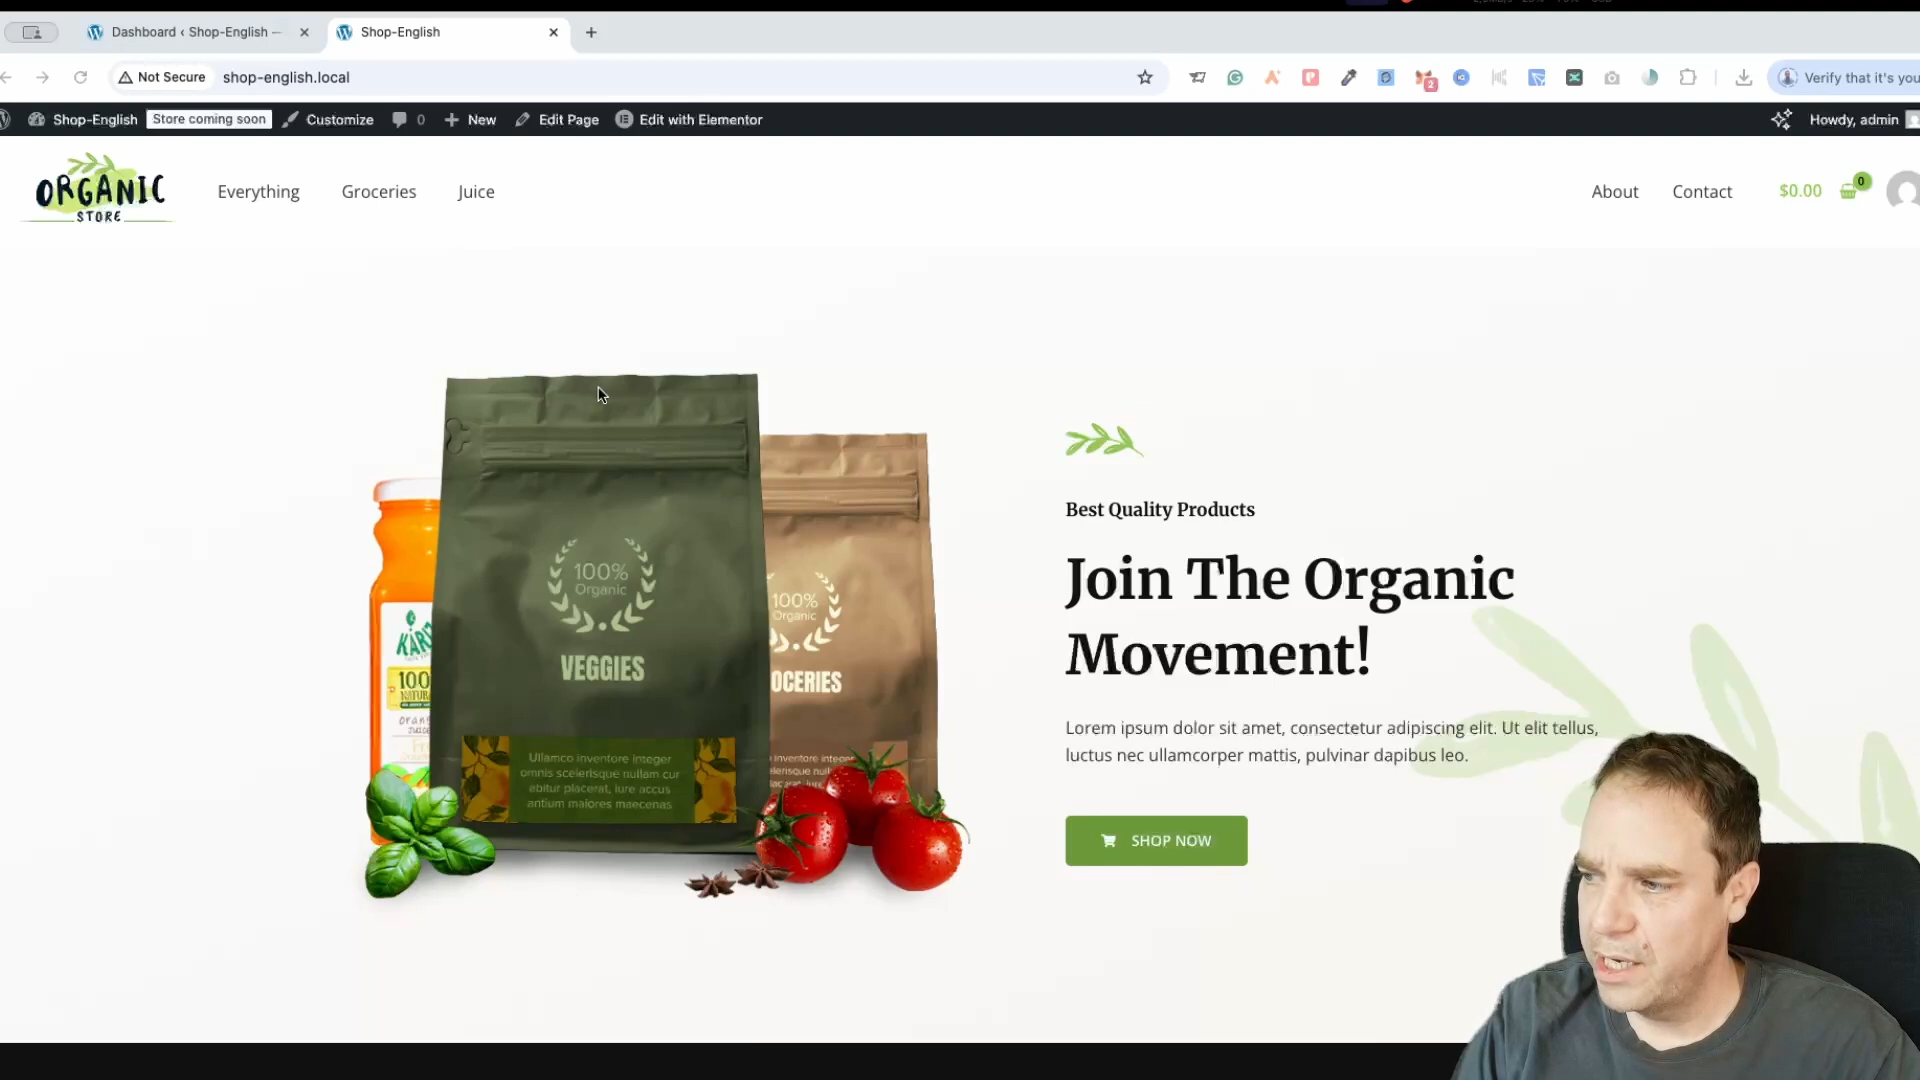 Dashboard ‹ Shop-English —
Shop-English
Not Secure
shop-english.local
2
Verify that it's you
Shop-English
Store coming soon
Customize
0
New
Edit Page
Edit with Elementor
Howdy, admin
ORGANIC
STORE
Everything
Groceries
Juice
About
Contact
$0.00
0
100%
Organic
VEGGIES
Ullamco inventore integer
omnis scelerisque nullam cur
abitur placerat, iure accus
antium maiores maecenas
100%
Organic
OCERIES
KAR
100
Best Quality Products
Join The Organic
Movement!
Lorem ipsum dolor sit amet, consectetur adipiscing elit. Ut elit tellus,
luctus nec ullamcorper mattis, pulvinar dapibus leo.
SHOP NOW